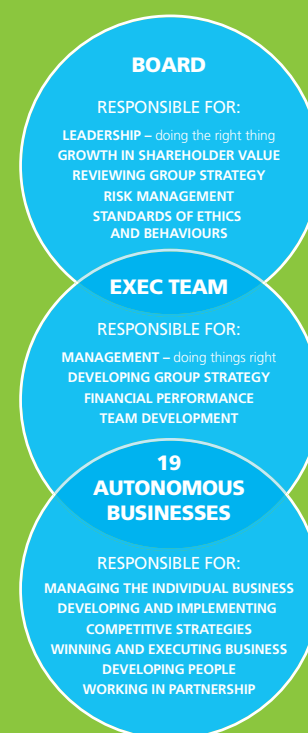 BOARD
RESPONSIBLE FOR:
LEADERSHIP – doing the right thing
GROWTH IN SHAREHOLDER VALUE
REVIEWING GROUP STRATEGY
RISK MANAGEMENT
STANDARDS OF ETHICS
AND BEHAVIOURS
EXEC TEAM
RESPONSIBLE FOR:
MANAGEMENT – doing things right
DEVELOPING GROUP STRATEGY
FINANCIAL PERFORMANCE
TEAM DEVELOPMENT
19
AUTONOMOUS
BUSINESSES
RESPONSIBLE FOR:
MANAGING THE INDIVIDUAL BUSINESS
DEVELOPING AND IMPLEMENTING
COMPETITIVE STRATEGIES
WINNING AND EXECUTING BUSINESS
DEVELOPING PEOPLE
WORKING IN PARTNERSHIP